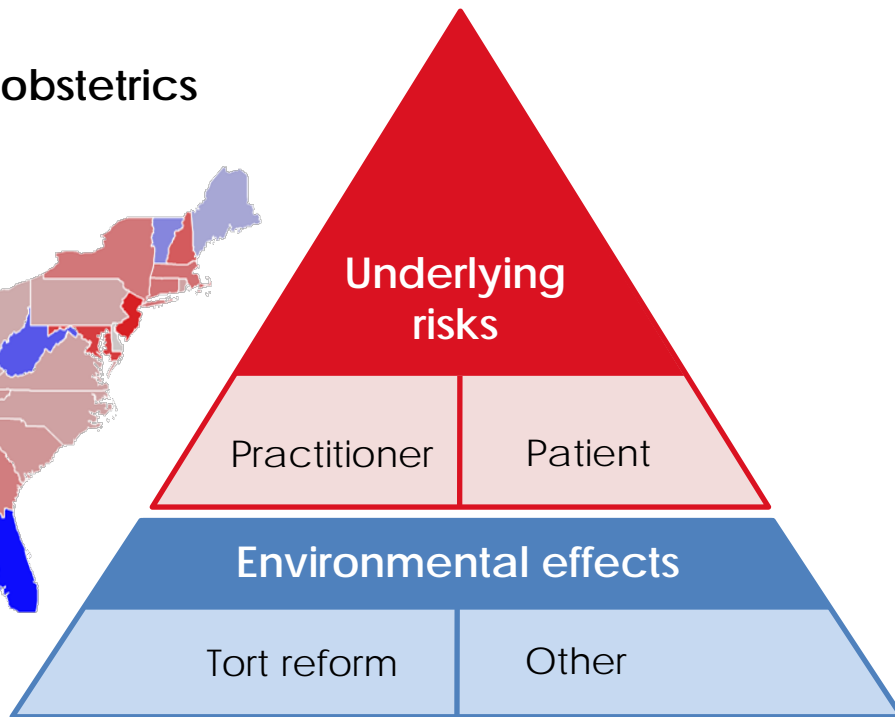 obstetrics
Underlying
risks
Practitioner
Patient
Environmental effects
Tort reform
Other